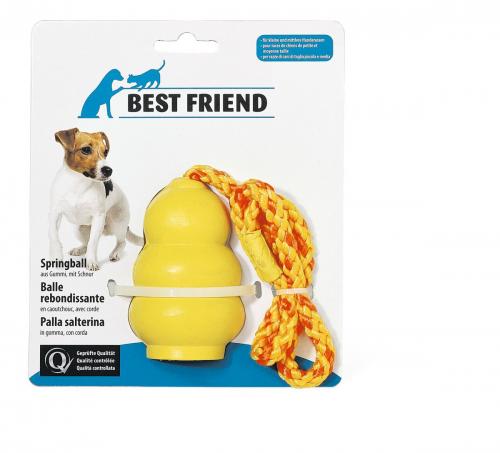 - für kleine und mittlere Hunderassen
- pour races de chiens de petite et
moyenne taille
- per razze di cani di taglia piccola e media
BEST FRIEND
Springball
aus Gummi, mit Schnur
Balle
rebondissante
en caoutchouc, avec corde
Palla salterina
in gomma, con corda
Q
Geprüfte Qualität
Qualité contrôlée
Qualità controllata